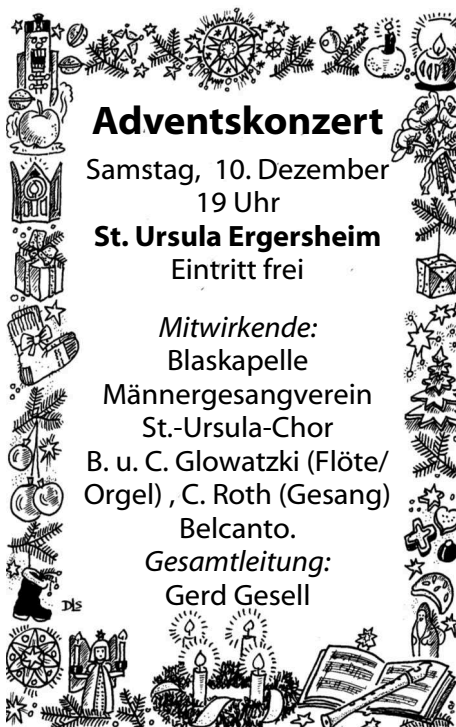 Adventskonzert
Samstag, 10. Dezember
19 Uhr
St. Ursula Ergersheim
Eintritt frei
Mitwirkende:
Blaskapelle
Männergesangverein
St.-Ursula-Chor
B. u. C. Glowatzki (Flöte/
Orgel) , C. Roth (Gesang)
Belcanto.
Gesamtleitung:
Gerd Gesell
DLS